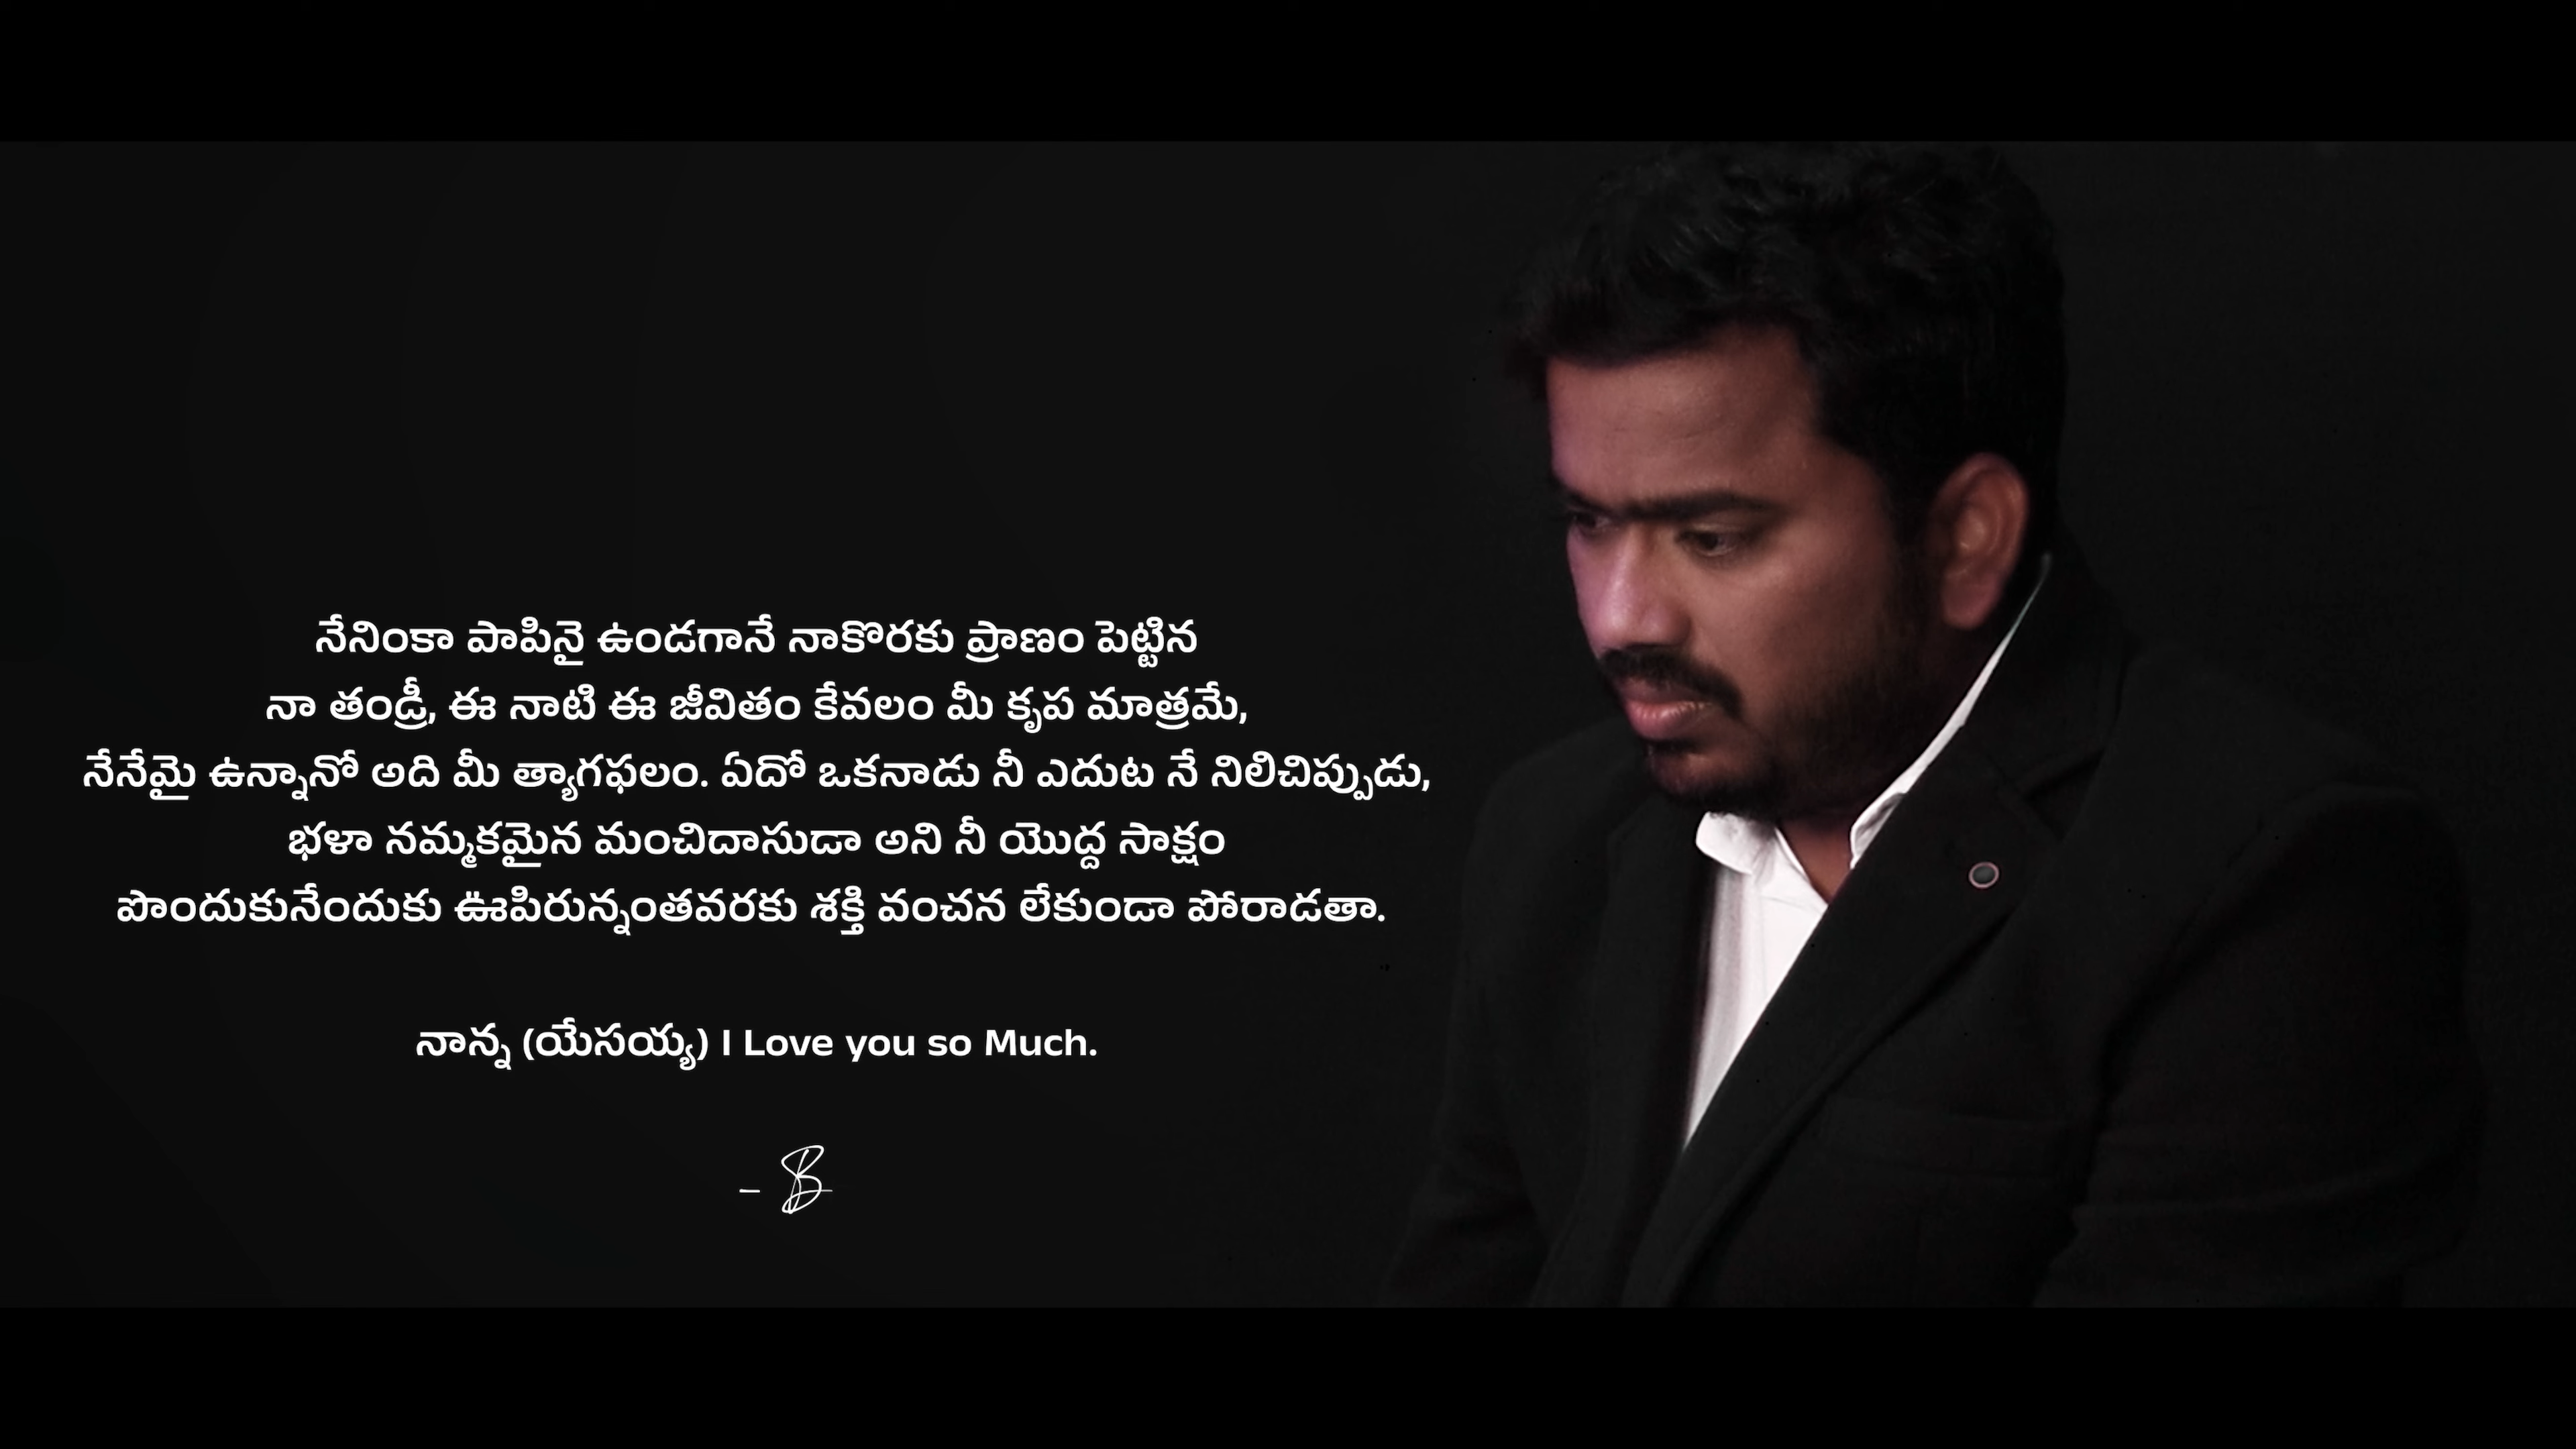 నేనింకా పాపినై ఉండగానే నాకొరకు ప్రాణం పెట్టిన
నా తండ్రీ, ఈ నాటి ఈ జీవితం కేవలం మీ కృప మాత్రమే,
నేనేమై ఉన్నానో అది మీ త్యాగఫలం. ఏదో ఒకనాడు నీ ఎదుట నే నిలిచిప్పుడు,
భళా నమ్మకమైన మంచిదాసుడా అని నీ యొద్ద సాక్షం
పొందుకునేందుకు ఊపిరున్నంతవరకు శక్తి వంచన లేకుండా పోరాడతా.
నాన్న (యేసయ్య) I Love you so Much.